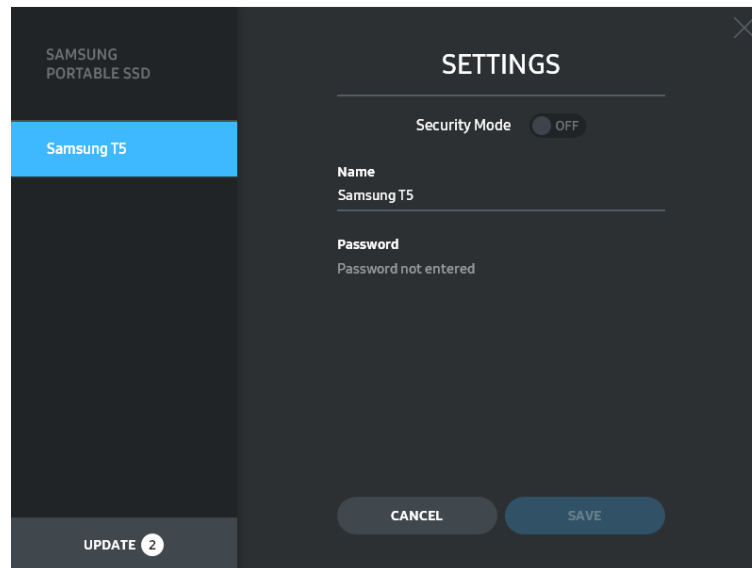 SAMSUNG
PORTABLE SSD
Samsung T5
UPDATE 2
SETTINGS
Security Mode OFF
Name
Samsung T5
Password
Password not entered
CANCEL SAVE